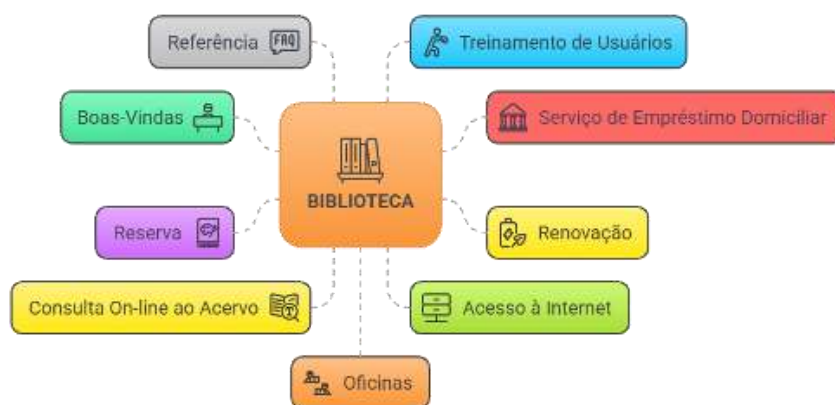 Referência
FAQ
Treinamento de Usuários
Boas-Vindas
Serviço de Empréstimo Domiciliar
BIBLIOTECA
Reserva
Renovação
Consulta On-line ao Acervo
Acesso à Internet
Oficinas